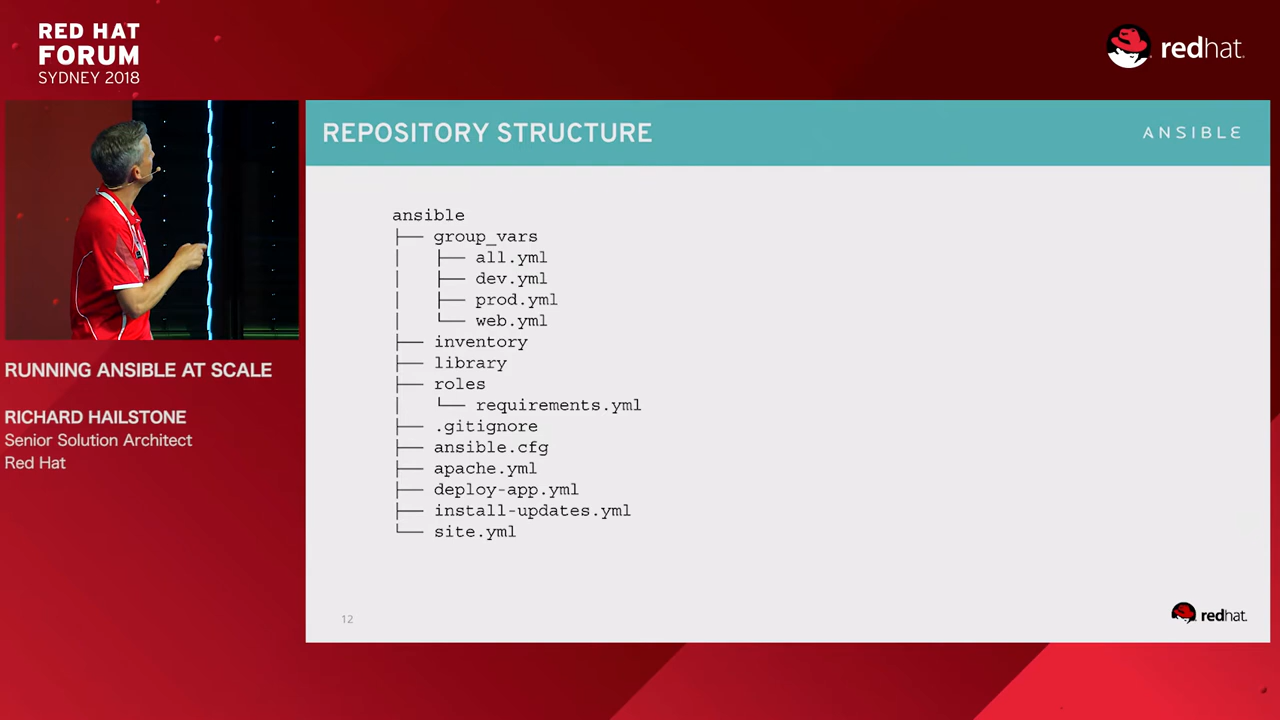 RED HAT
FORUM
SYDNEY 2018
redhat.
REPOSITORY STRUCTURE
ANSIBLE
ansible
├── group_vars
│   ├── all.yml
│   ├── dev.yml
│   ├── prod.yml
│   └── web.yml
├── inventory
├── library
├── roles
│   └── requirements.yml
├── .gitignore
├── ansible.cfg
├── apache.yml
├── deploy-app.yml
├── install-updates.yml
└── site.yml
12
redhat.
RUNNING ANSIBLE AT SCALE
RICHARD HAILSTONE
Senior Solution Architect
Red Hat